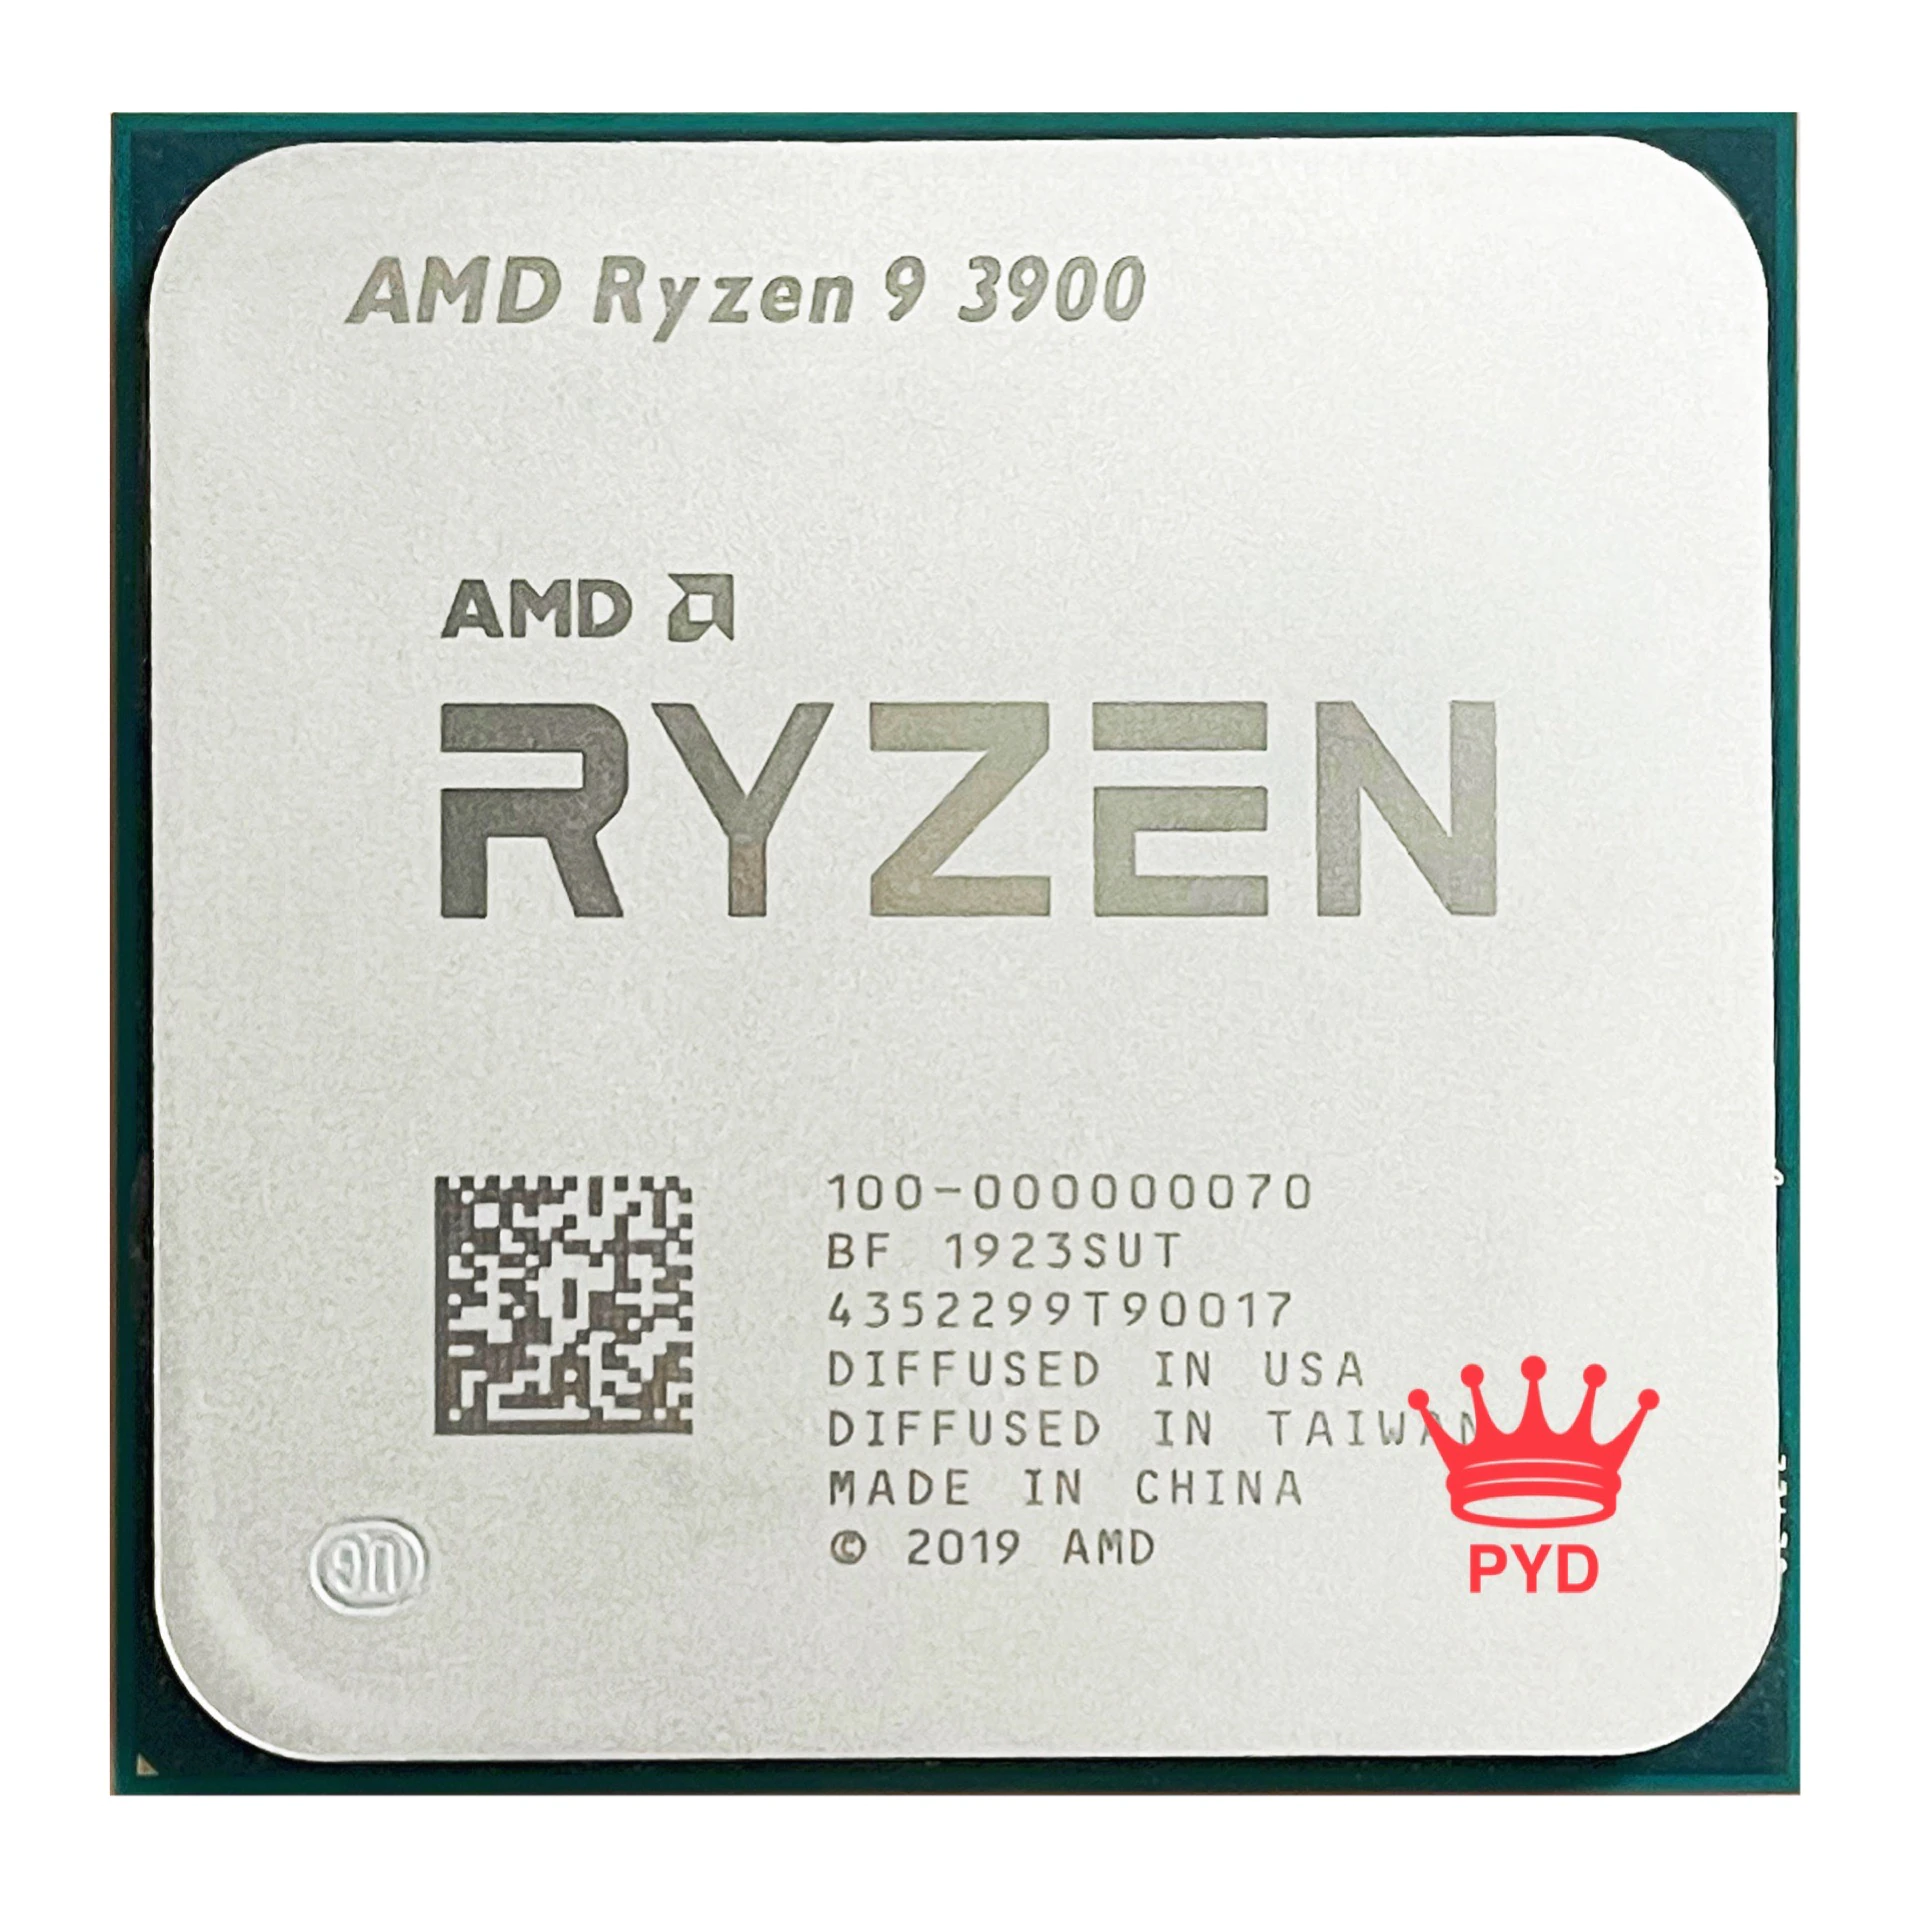 AMD Ryzen 9 3900
AMD
RYZEN
100-000000070
BF 1923SUT
4352299T90017
DIFFUSED IN USA
DIFFUSED IN TAIWAN
MADE IN CHINA
© 2019 AMD
PYD